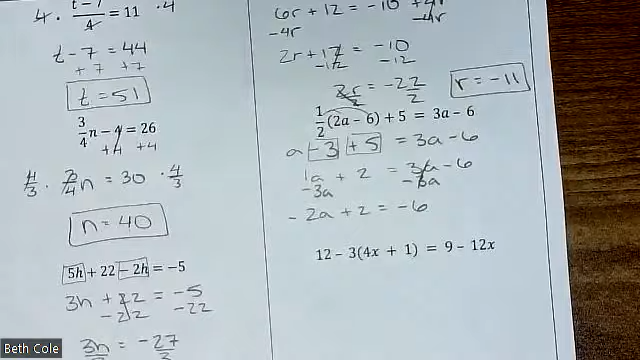 4. t-7/4 = 11 ·4
t - 7 = 44
+7 +7
t = 51
3/4 n - 4 = 26
+4 +4
4/3 · 3/4 n = 30 · 4/3
n = 40
5h + 22 - 2h = -5
3h + 22 = -5
-22 -22
3h = -27
6r + 12 = -10 + 4r
-4r -4r
2r + 12 = -10
-12 -12
2r/2 = -22/2
r = -11
1/2 (2a - 6) + 5 = 3a - 6
a - 3 + 5 = 3a - 6
1a + 2 = 3a - 6
-3a -3a
-2a + 2 = -6
12 - 3(4x + 1) = 9 - 12x
Beth Cole